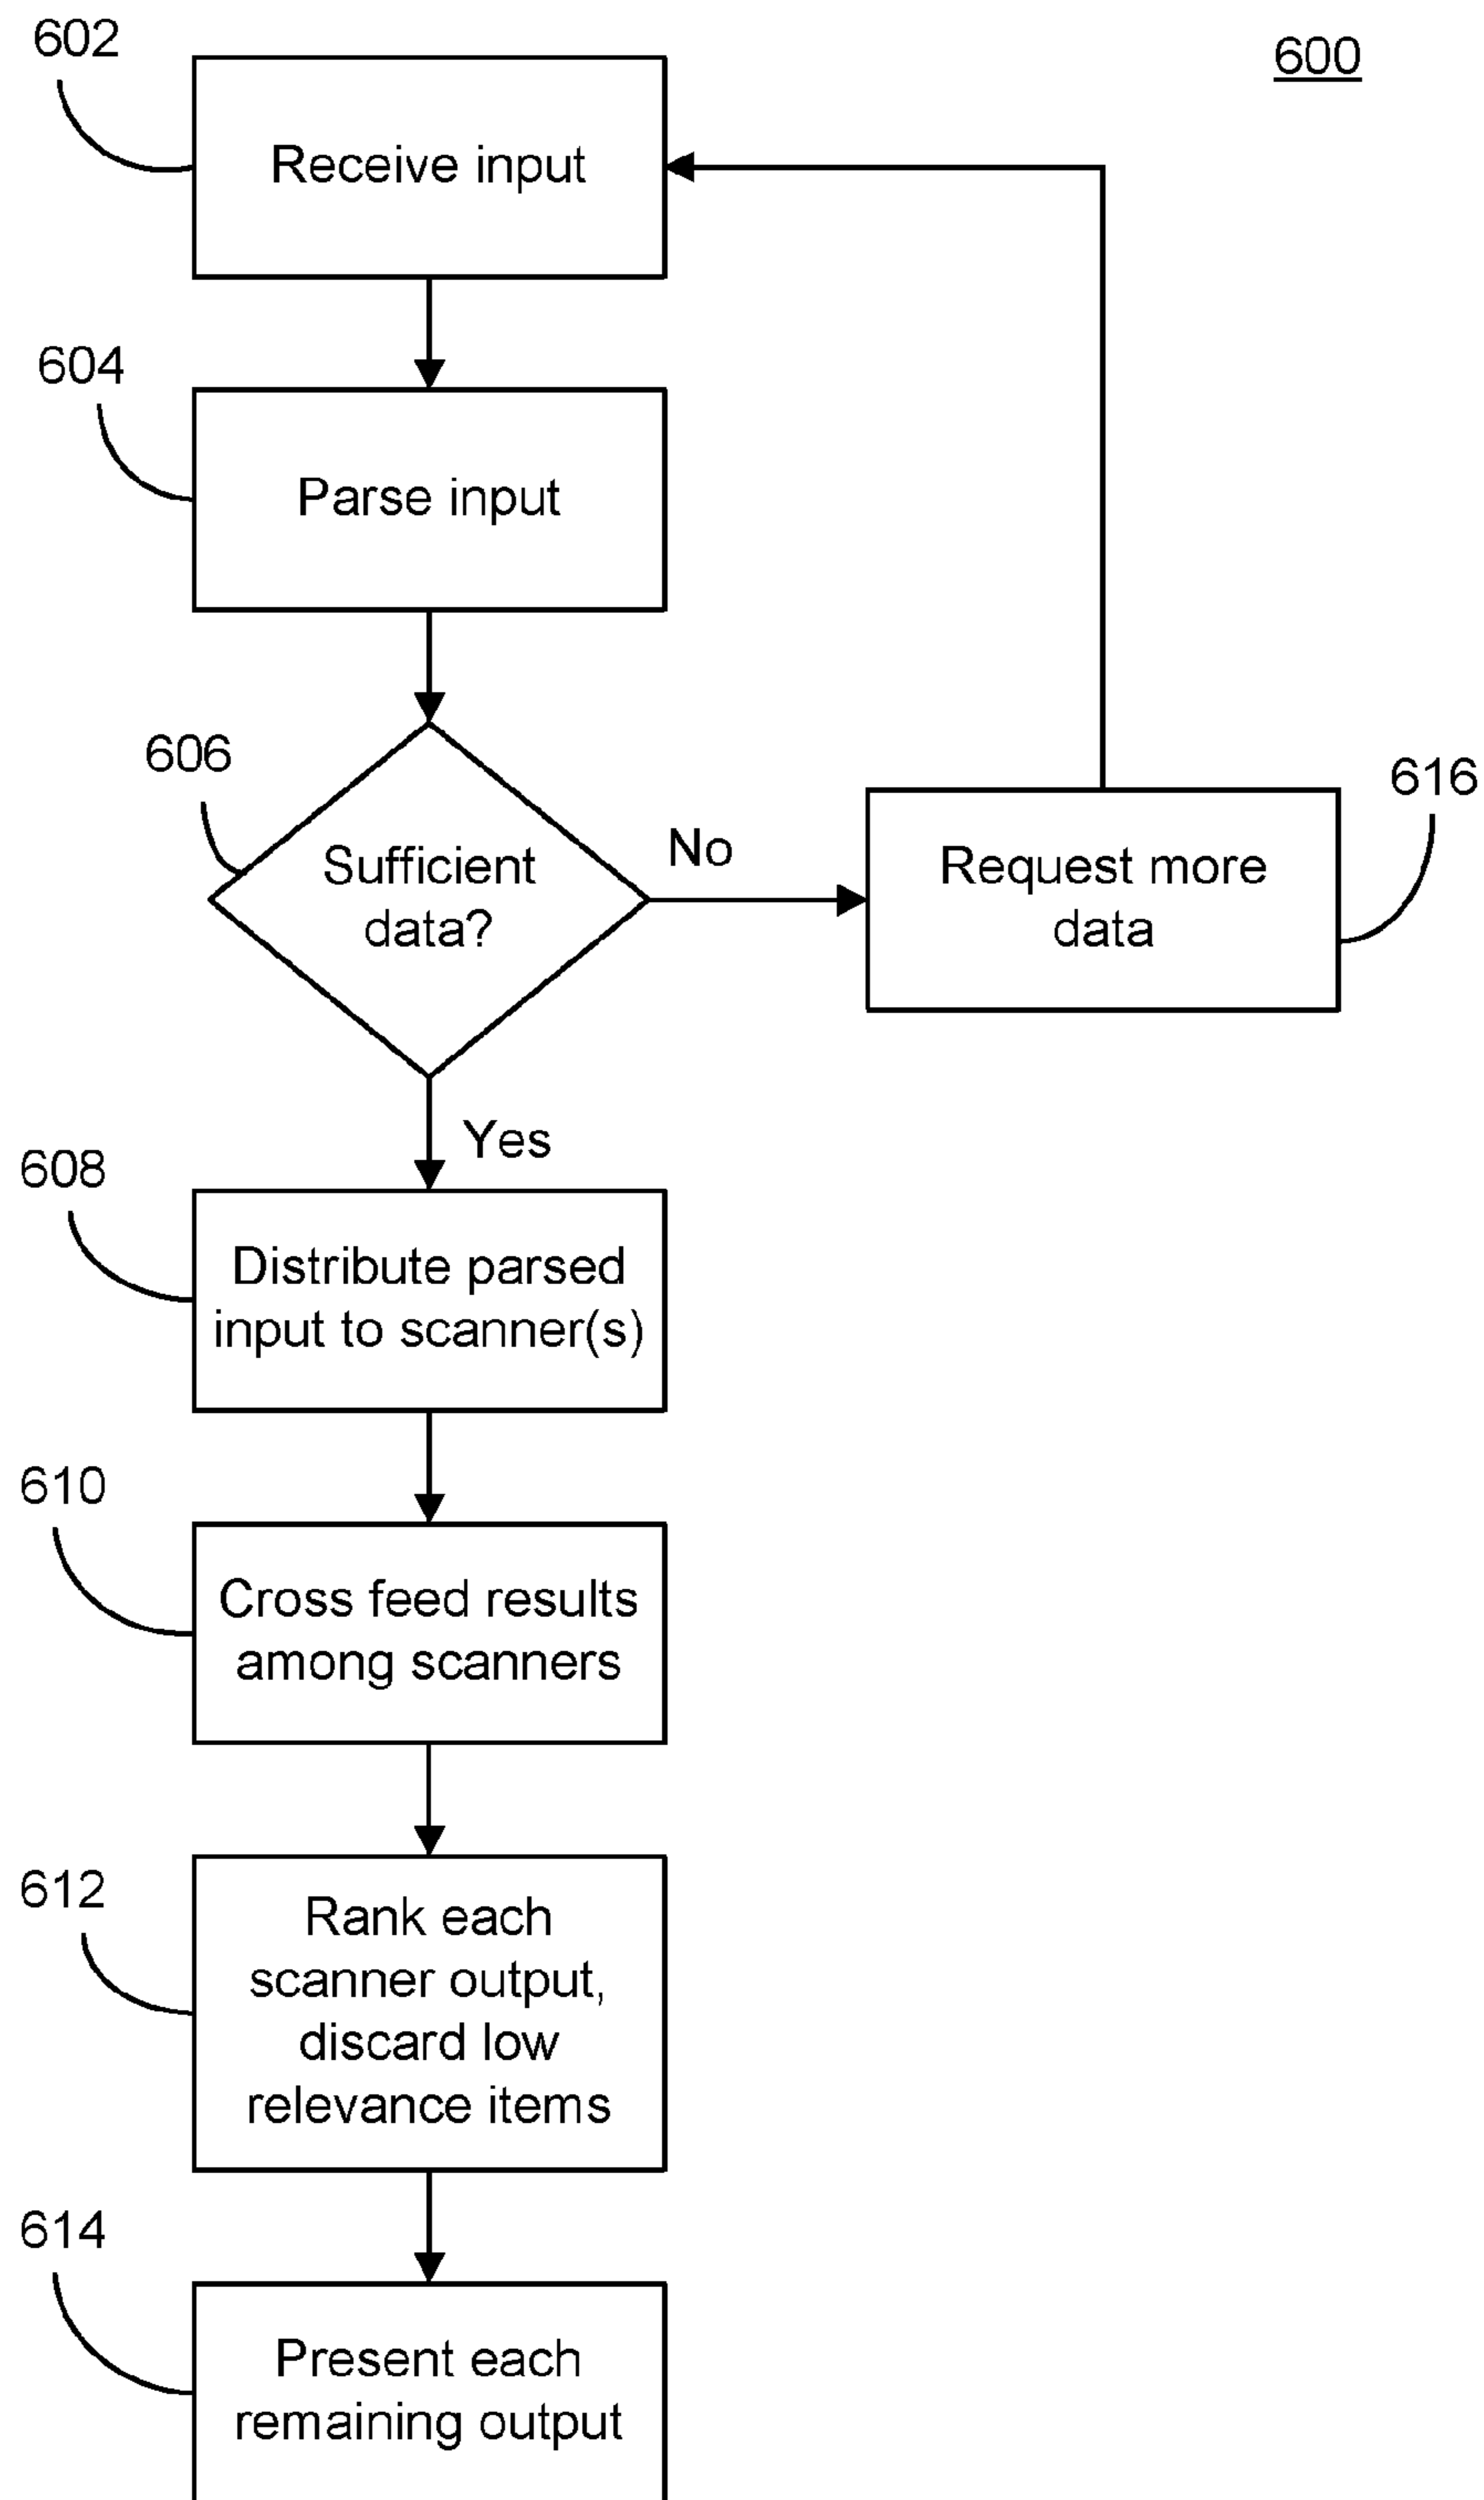 602
600
Receive input
604
Parse input
606
616
Sufficient
data?
No
Request more
data
Yes
608
Distribute parsed
input to scanner(s)
610
Cross feed results
among scanners
612
Rank each
scanner output,
discard low
relevance items
614
Present each
remaining output